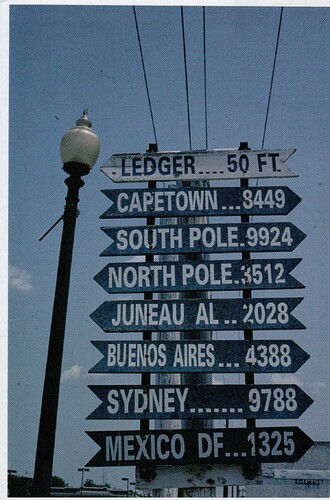 LEDGER.... 50 FT.
CAPETOWN...8449
SOUTH POLE.9924
NORTH POLE.3512
JUNEAU AL... 2028
BUENOS AIRES... 4388
SYDNEY....... 9788
MEXICO DF...1325